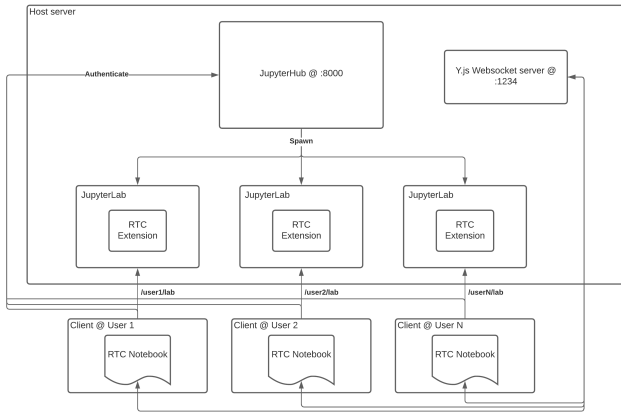 Host server
JupyterHub @ :8000
Y.js Websocket server @
:1234
Authenticate
Spawn
JupyterLab
RTC
Extension
JupyterLab
RTC
Extension
JupyterLab
RTC
Extension
/user1/lab
/user2/lab
/userN/lab
Client @ User 1
RTC Notebook
Client @ User 2
RTC Notebook
Client @ User N
RTC Notebook